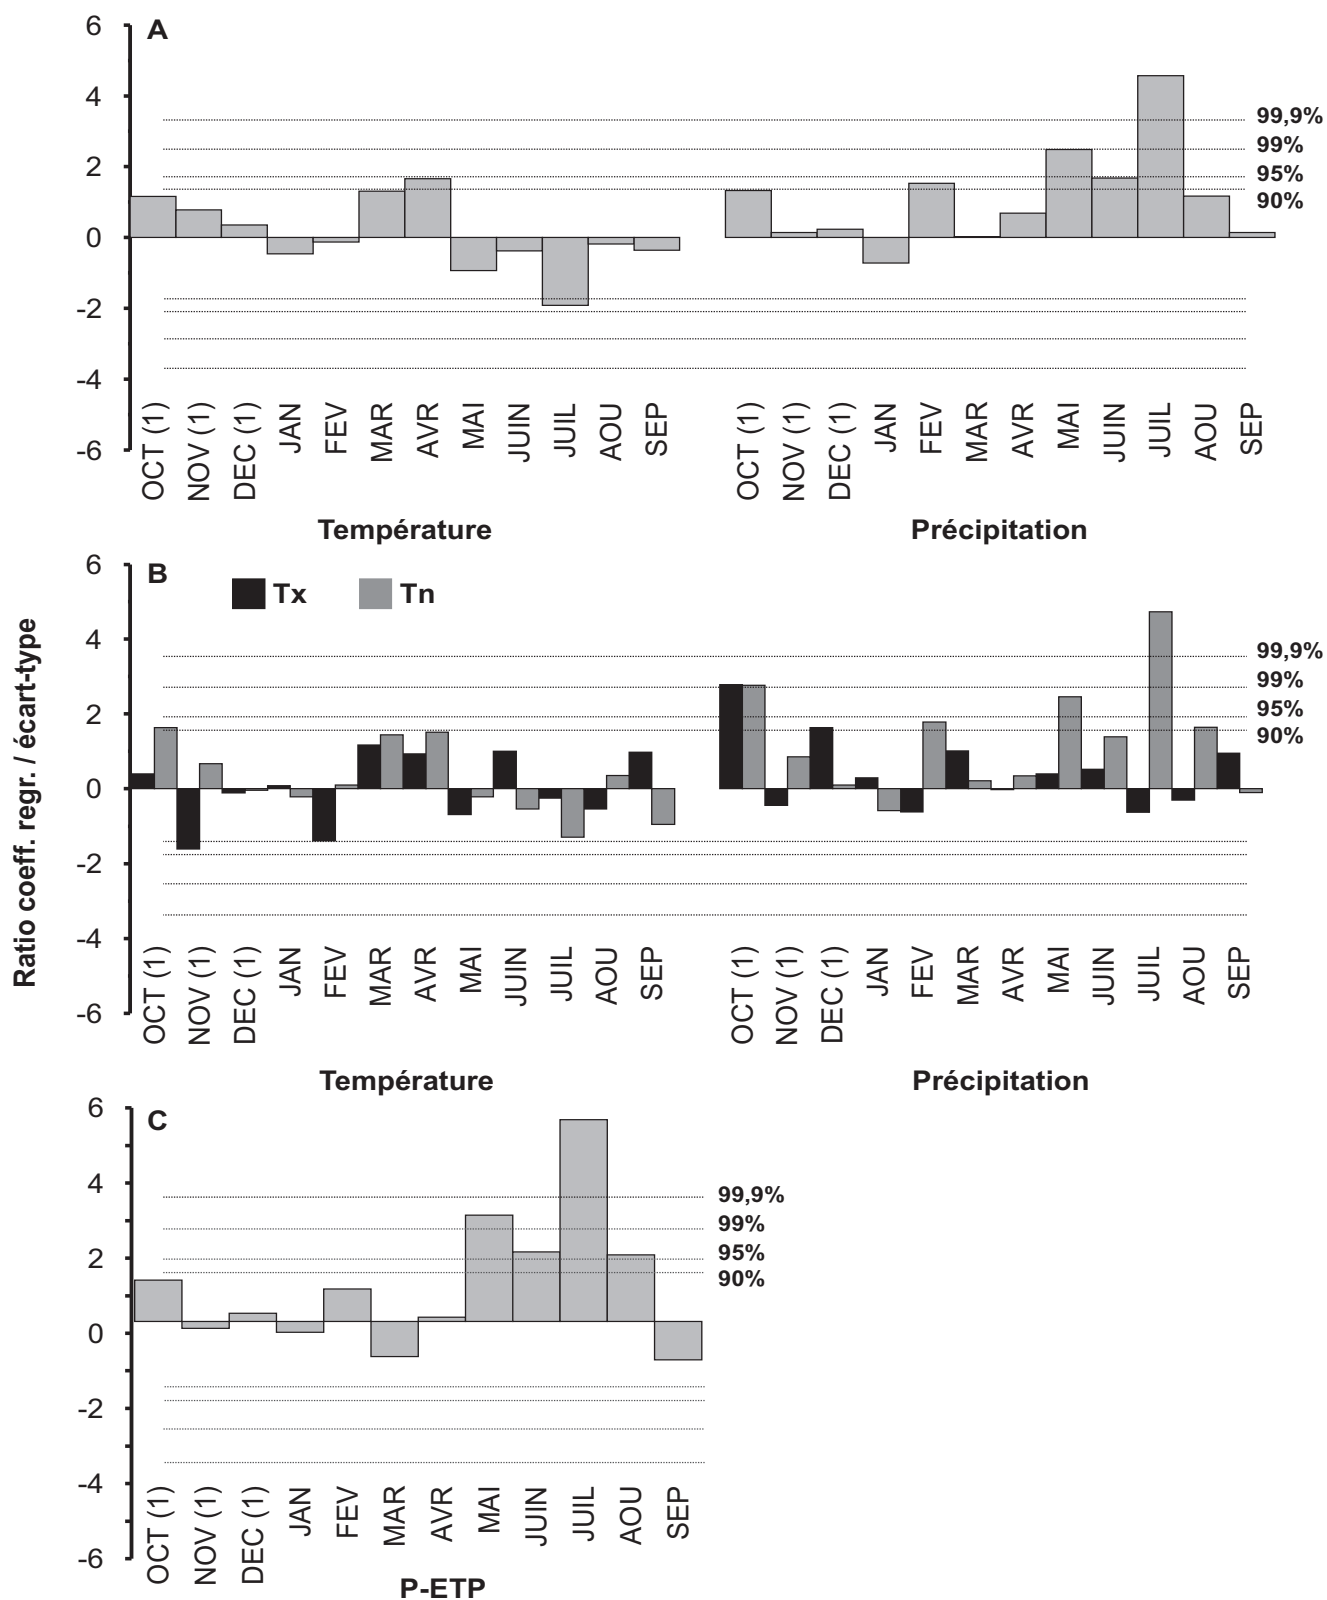 Ratio coeff. regr. / écart-type
A
6
4
2
0
-2
-4
-6
99,9%
99%
95%
90%
OCT (1) NOV (1) DEC (1) JAN FEV MAR AVR MAI JUIN JUIL AOU SEP
OCT (1) NOV (1) DEC (1) JAN FEV MAR AVR MAI JUIN JUIL AOU SEP
Température
Précipitation
B
Tx
Tn
6
4
2
0
-2
-4
-6
99,9%
99%
95%
90%
OCT (1) NOV (1) DEC (1) JAN FEV MAR AVR MAI JUIN JUIL AOU SEP
OCT (1) NOV (1) DEC (1) JAN FEV MAR AVR MAI JUIN JUIL AOU SEP
Température
Précipitation
C
6
4
2
0
-2
-4
-6
99,9%
99%
95%
90%
OCT (1) NOV (1) DEC (1) JAN FEV MAR AVR MAI JUIN JUIL AOU SEP
P-ETP